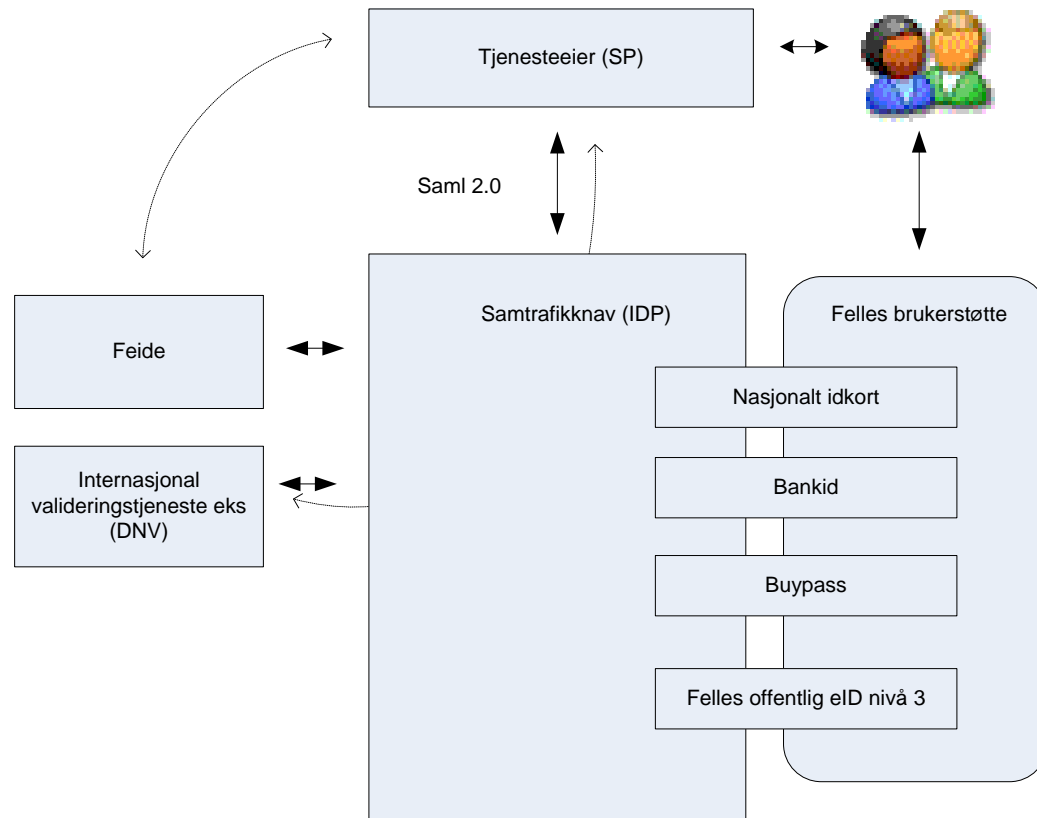 Tjenesteeier (SP)
Saml 2.0
Samtrafikknav (IDP)
Felles brukerstøtte
Feide
Nasjonalt idkort
Internasjonal
valideringstjeneste eks
(DNV)
Bankid
Buypass
Felles offentlig eID nivå 3